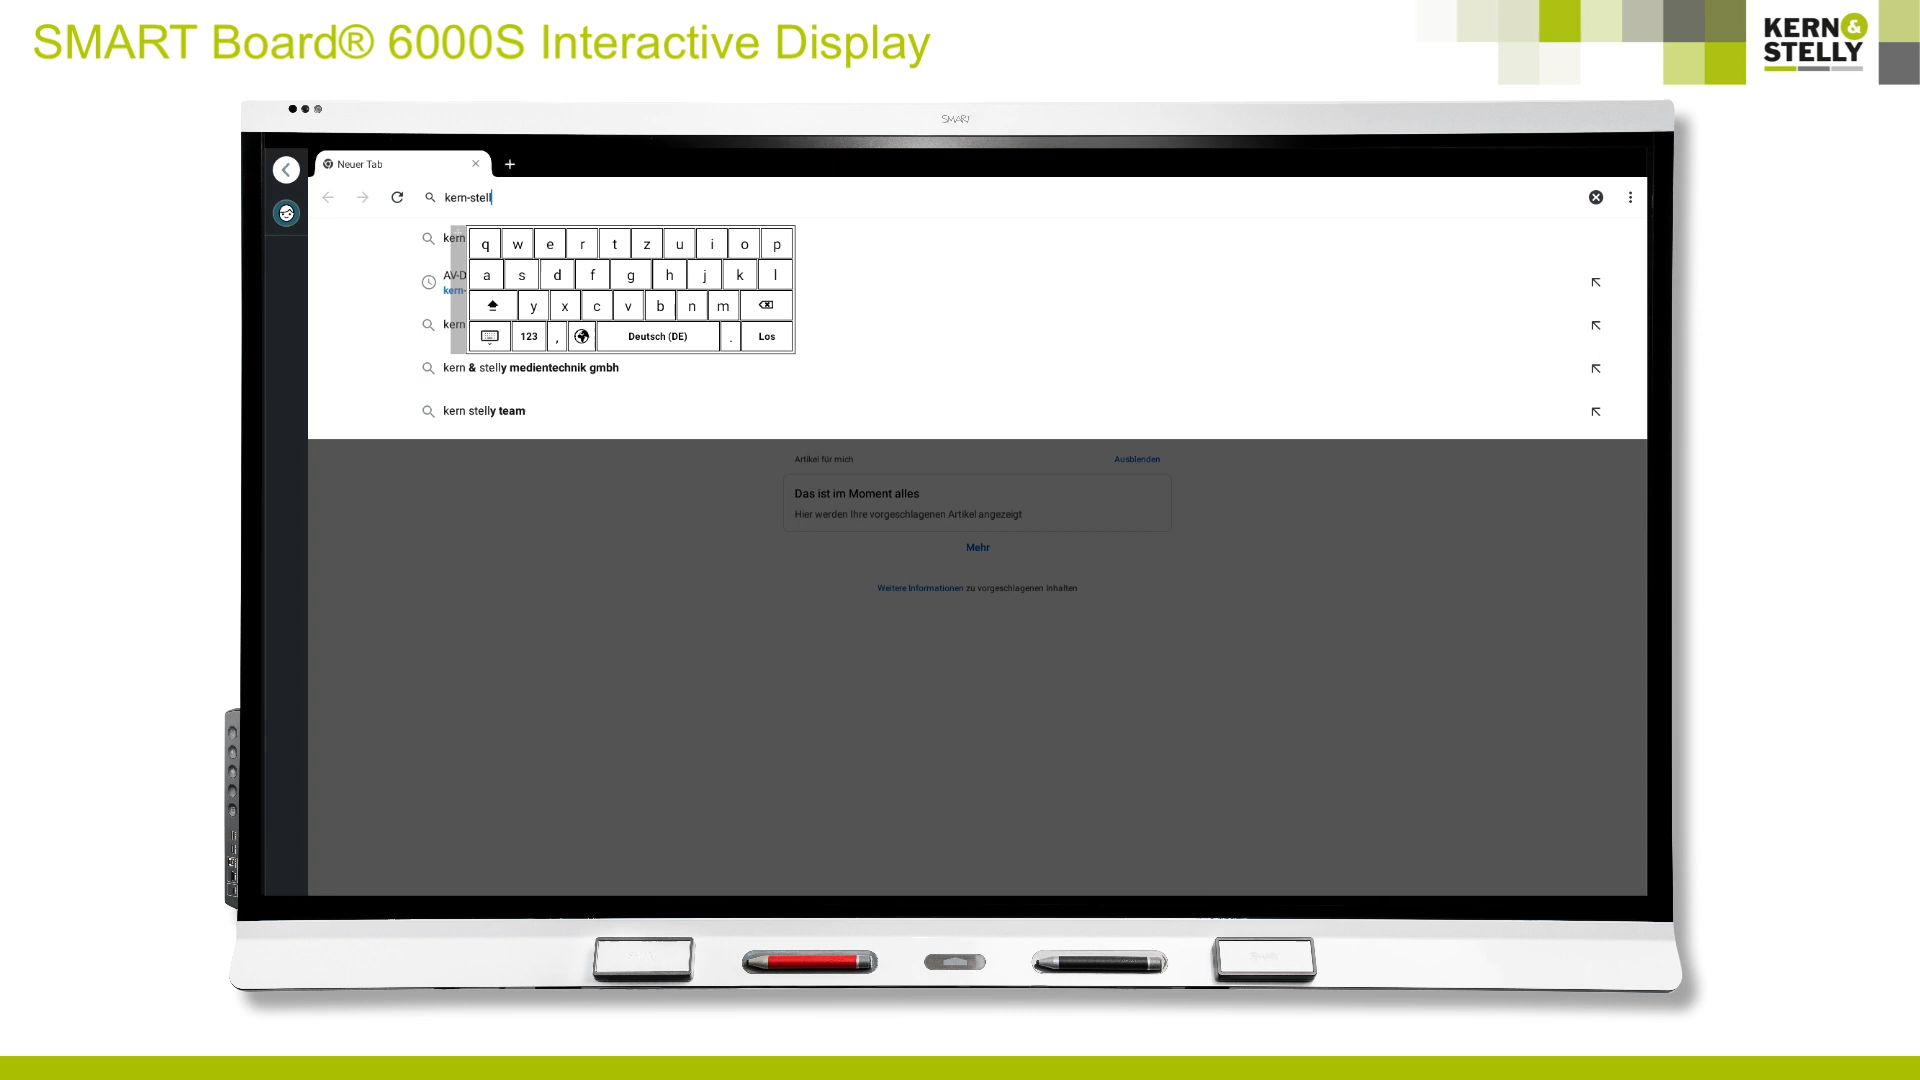 SMART Board® 6000S Interactive Display
KERN &
STELLY
SMART
Neuer Tab
kern-stell
kern
q w e r t z u i o p
AV-D
a s d f g h j k l
kern-
y x c v b n m
kern
123 , Deutsch (DE) . Los
kern & stelly medientechnik gmbh
kern stelly team
Artikel für mich Ausblenden
Das ist im Moment alles
Hier werden Ihre vorgeschlagenen Artikel angezeigt
Mehr
Weitere Informationen zu vorgeschlagenen Inhalten